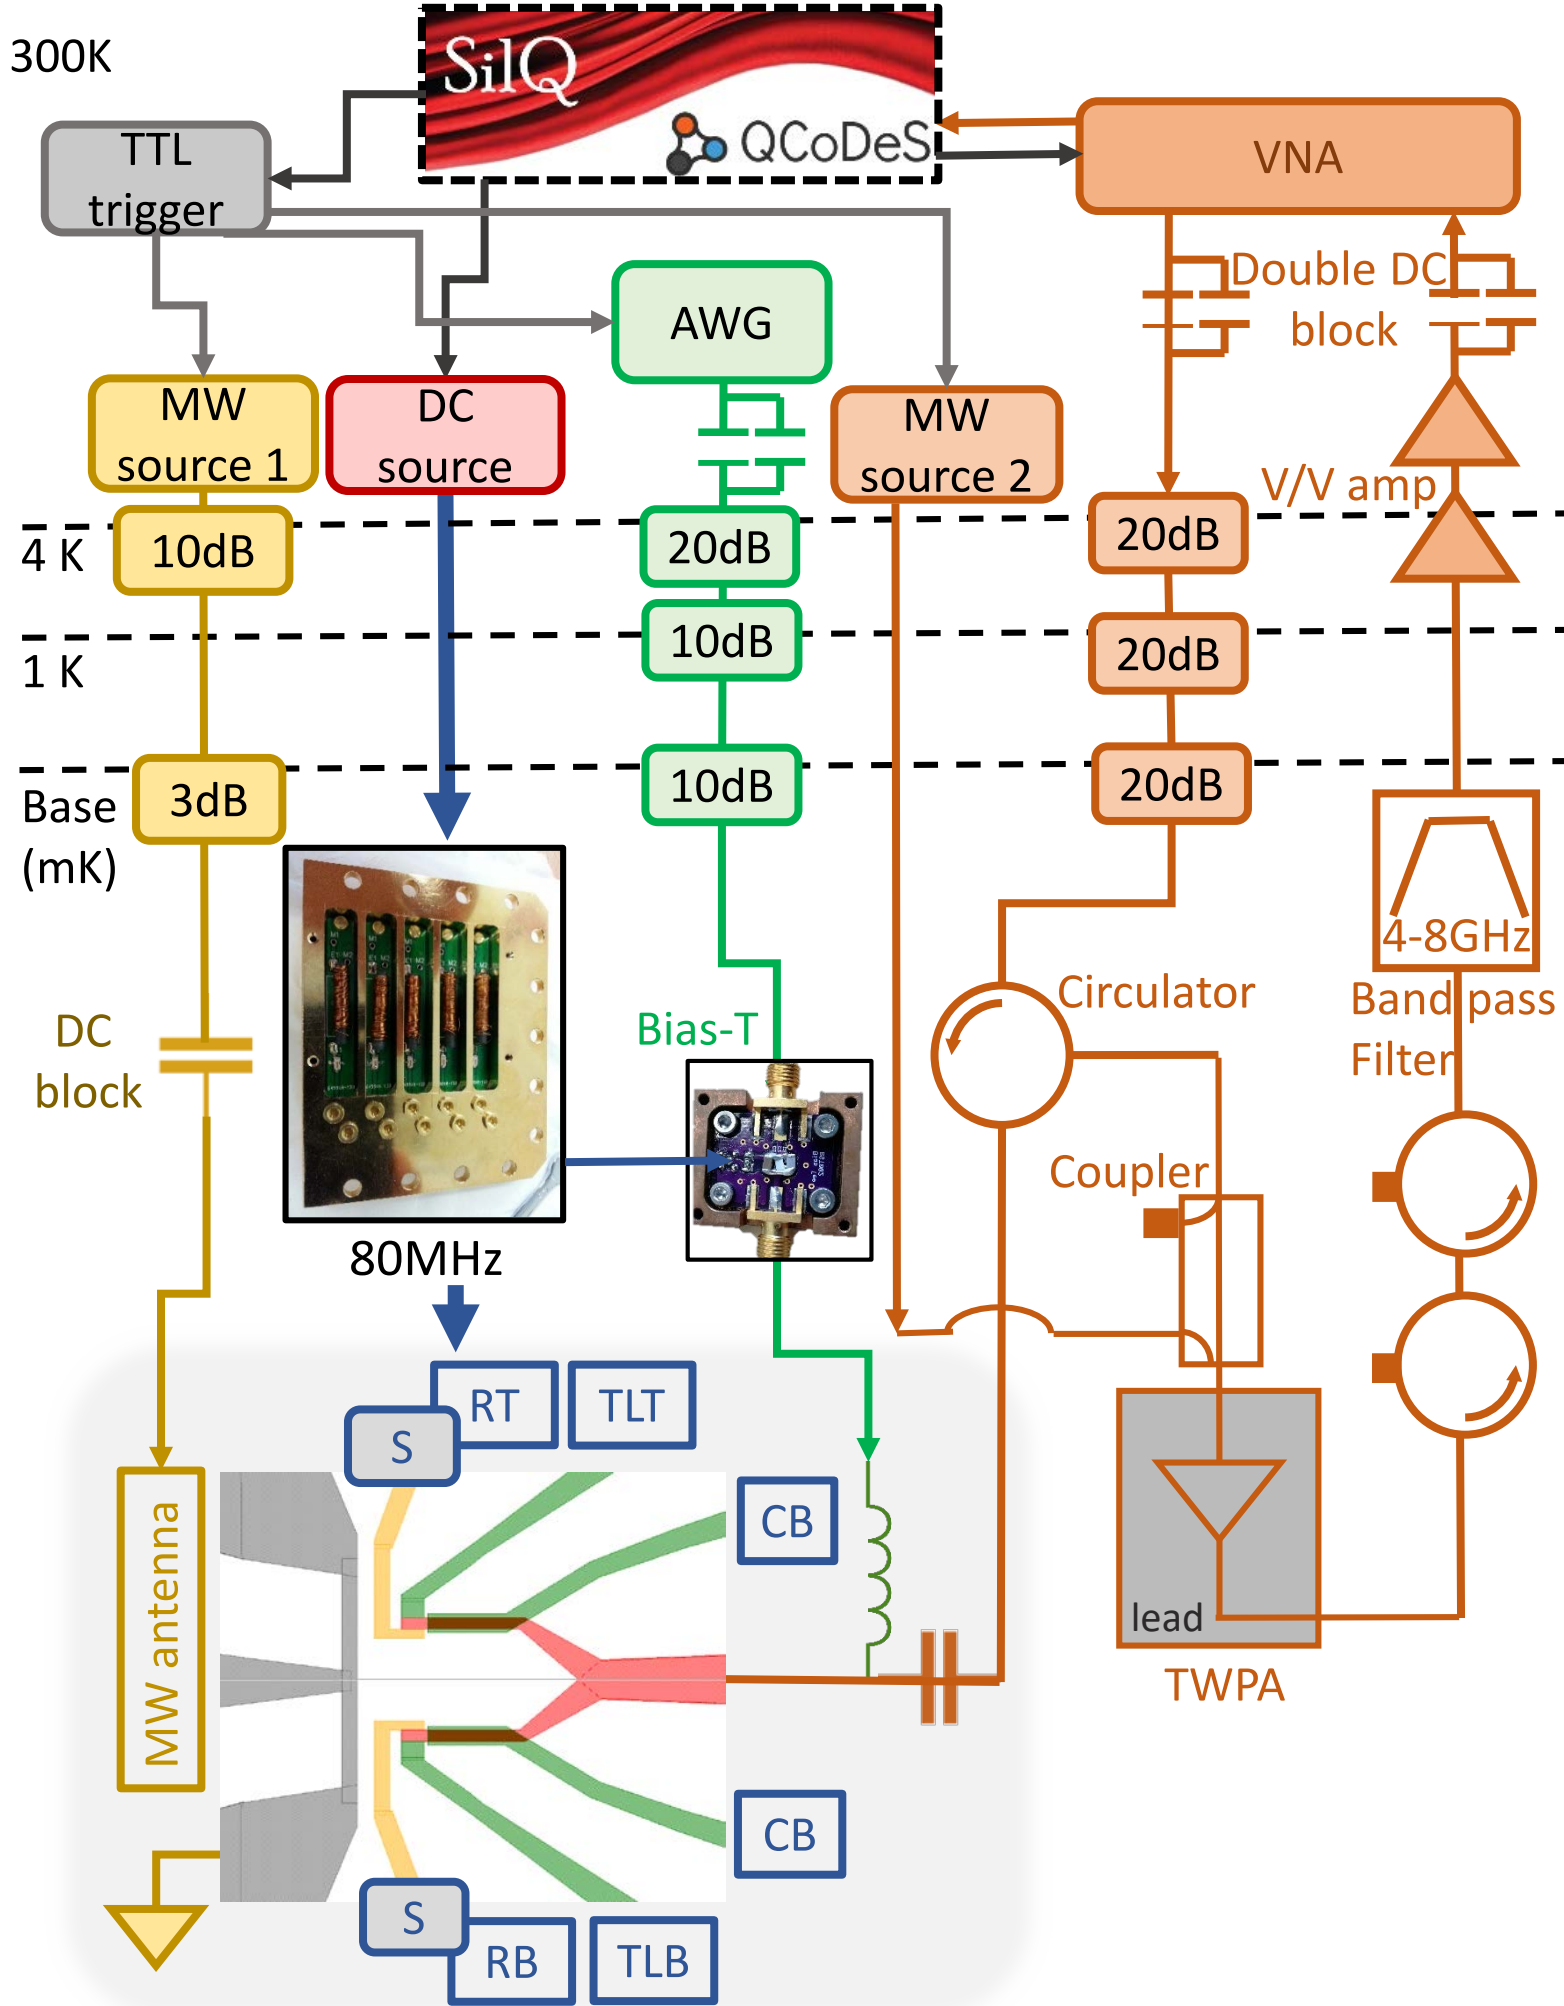 300K
SilQ
QCoDeS
TTL
trigger
VNA
Double DC
block
AWG
MW
source 1
DC
source
MW
source 2
V/V amp
4 K
10dB
20dB
20dB
1 K
10dB
20dB
Base
(mK)
3dB
10dB
20dB
4-8GHz
Band pass
Filter
Circulator
DC
block
Bias-T
Coupler
80MHz
RT
TLT
S
CB
MW antenna
lead
TWPA
CB
S
RB
TLB